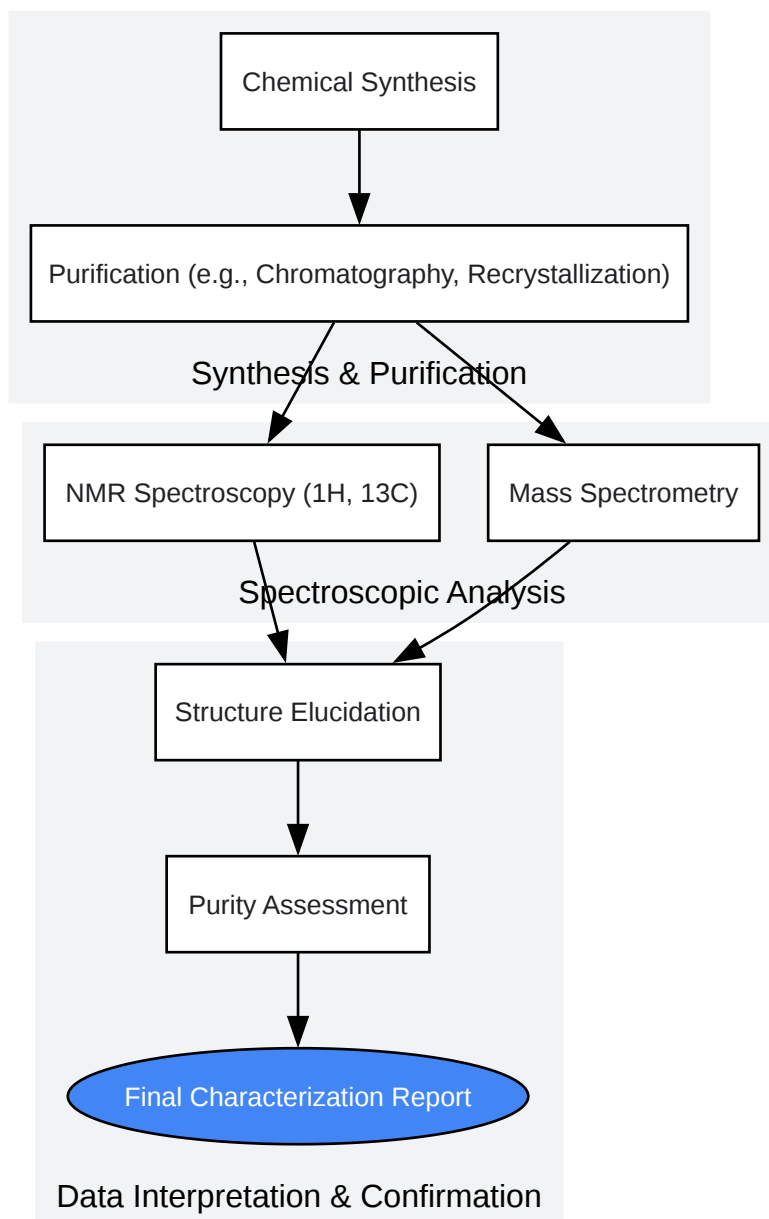 Chemical Synthesis
Purification (e.g., Chromatography, Recrystallization)
Synthesis & Purification
NMR Spectroscopy (1H, 13C)
Mass Spectrometry
Spectroscopic Analysis
Structure Elucidation
Purity Assessment
Final Characterization Report
Data Interpretation & Confirmation